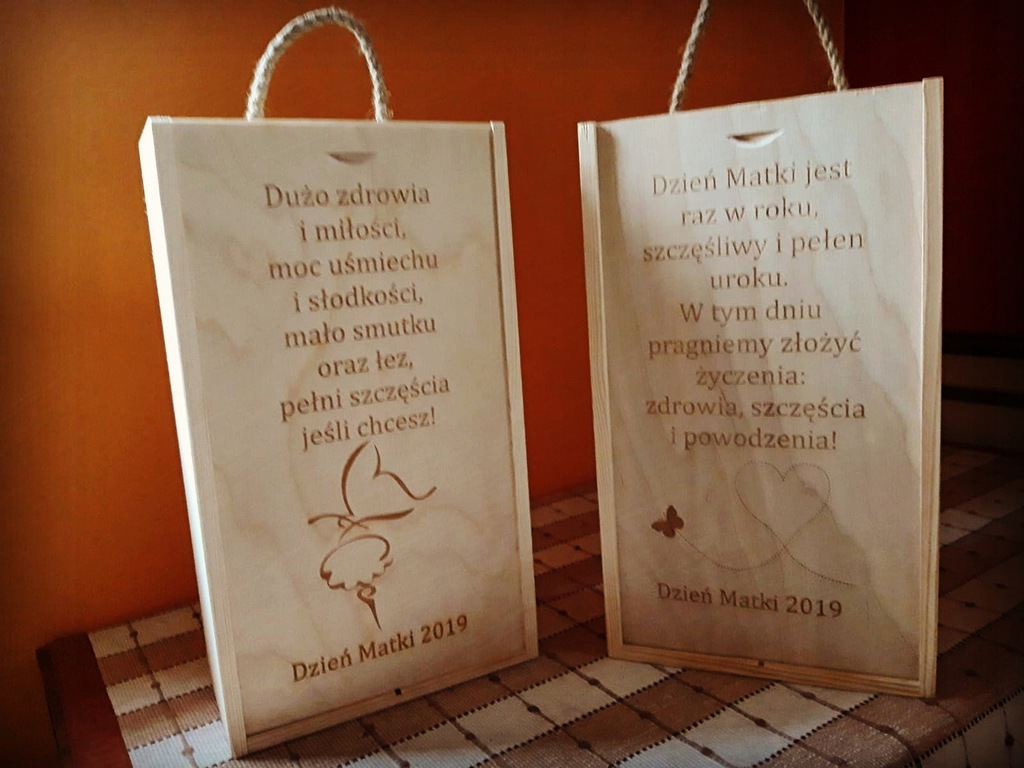 Dużo zdrowia
i miłości,
moc uśmiechu
i słodkości,
mało smutku
oraz łez,
pełni szczęścia
jeśli chcesz!
Dzień Matki 2019
Dzień Matki jest
raz w roku,
szczęśliwy i pełen
uroku.
W tym dniu
pragniemy złożyć
życzenia:
zdrowia, szczęścia
i powodzenia!
Dzień Matki 2019